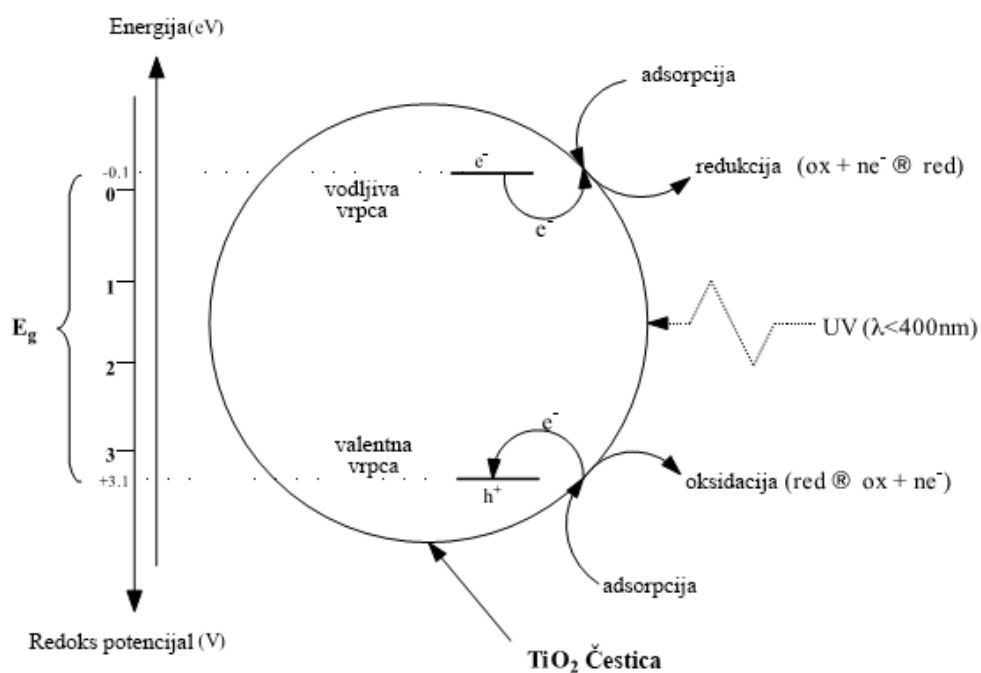 Energija(eV)
adsorpcija
-0.1
e⁻
redukcija (ox + ne⁻ ® red)
0
vodljiva
vrpca
e⁻
1
E_g
UV (λ<400nm)
2
3
valentna
vrpca
e⁻
+3.1
h⁺
oksidacija (red ® ox + ne⁻)
adsorpcija
Redoks potencijal (V)
TiO₂ Čestica